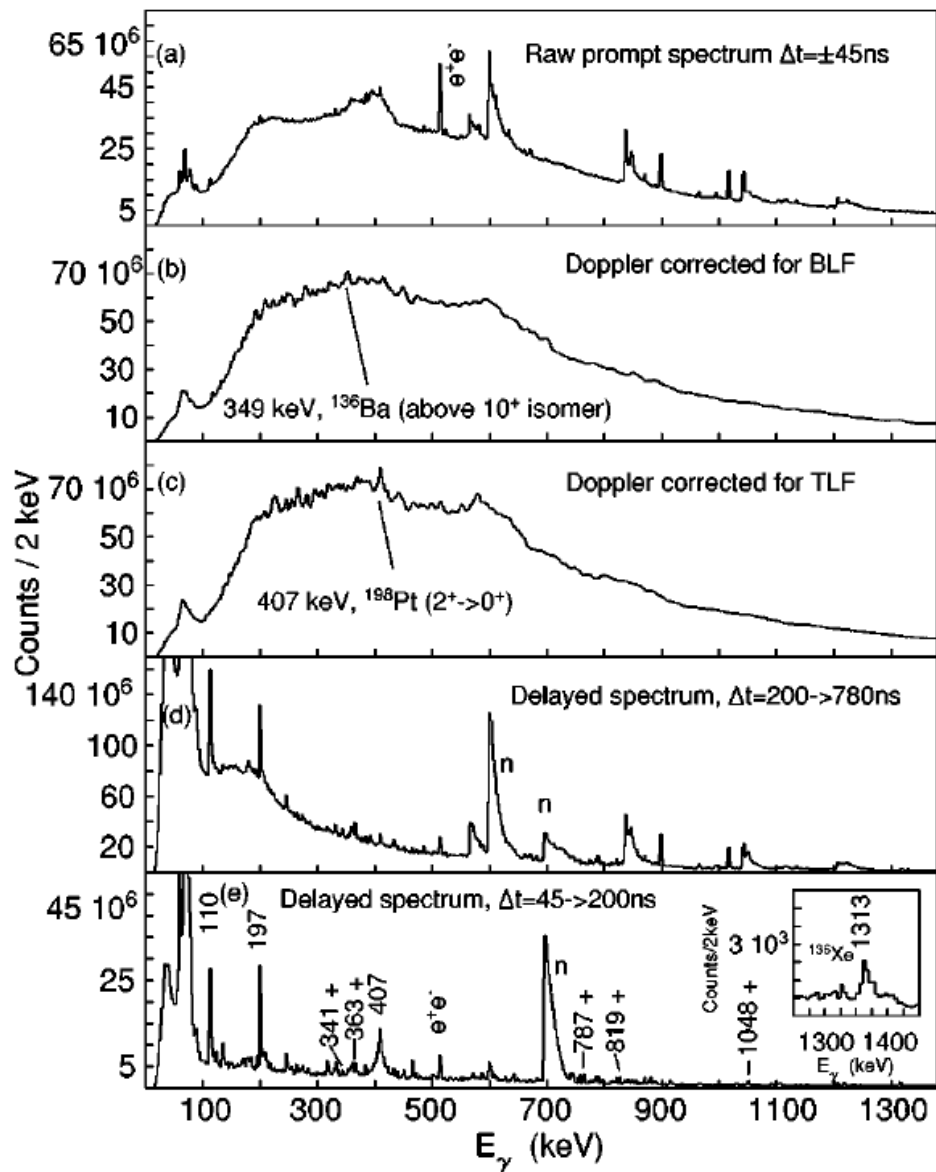 65 10⁶
(a)
e⁺e⁻
Raw prompt spectrum Δt=±45ns
45
25
5
70 10⁶
(b)
Doppler corrected for BLF
50
30
349 keV, ¹³⁶Ba (above 10⁺ isomer)
10
70 10⁶
(c)
Doppler corrected for TLF
50
30
407 keV, ¹⁹⁸Pt (2⁺->0⁺)
10
Counts / 2 keV
140 10⁶
(d)
Delayed spectrum, Δt=200->780ns
100
n
60
n
20
45 10⁶
(e)
Delayed spectrum, Δt=45->200ns
110
197
25
341 +
363 +
407
e⁺e⁻
n
787 +
819 +
1048 +
5
Counts/2keV
3 10³
¹³⁶Xe
1313
1300 1400
Eγ (keV)
100 300 500 700 900 1100 1300
Eγ (keV)